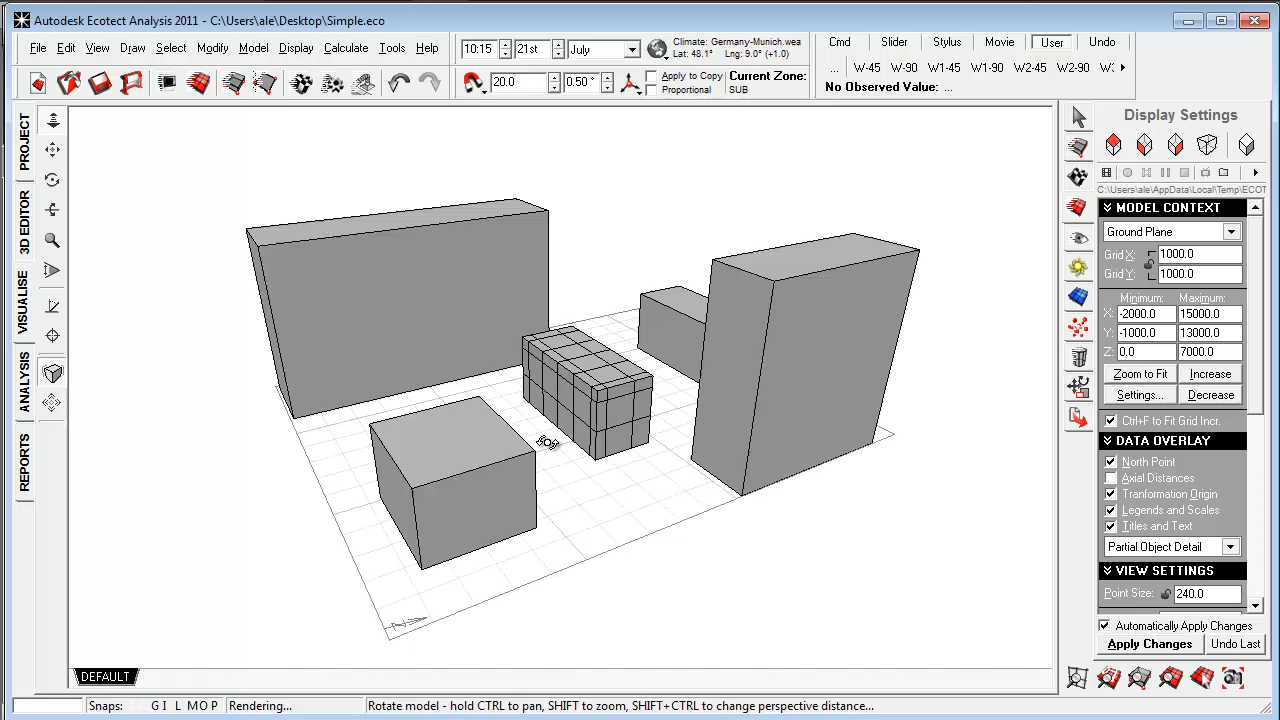 Autodesk Ecotect Analysis 2011 - C:\Users\ale\Desktop\Simple.eco
File Edit View Draw Select Modify Model Display Calculate Tools Help
10:15 21st July
Climate: Germany-Munich.wea
Lat: 48.1° Lng: 9.0° (+1.0)
Cmd Slider Stylus Movie User Undo
... W-45 W-90 W1-45 W1-90 W2-45 W2-90 W:
20.0 0.50 °
Apply to Copy
Proportional
Current Zone:
SUB
No Observed Value: ...
PROJECT
3D EDITOR
VISUALISE
ANALYSIS
REPORTS
Display Settings
C:\Users\ale\AppData\Local\Temp\ECOT
MODEL CONTEXT
Ground Plane
Grid X: 1000.0
Grid Y: 1000.0
Minimum: Maximum:
X: -2000.0 15000.0
Y: -1000.0 13000.0
Z: 0.0 7000.0
Zoom to Fit Increase
Settings... Decrease
Ctrl+F to Fit Grid Incr.
DATA OVERLAY
North Point
Axial Distances
Tranformation Origin
Legends and Scales
Titles and Text
Partial Object Detail
VIEW SETTINGS
Point Size: 240.0
Automatically Apply Changes
Apply Changes Undo Last
N
DEFAULT
Snaps: G I L M O P Rendering... Rotate model - hold CTRL to pan, SHIFT to zoom, SHIFT+CTRL to change perspective distance...